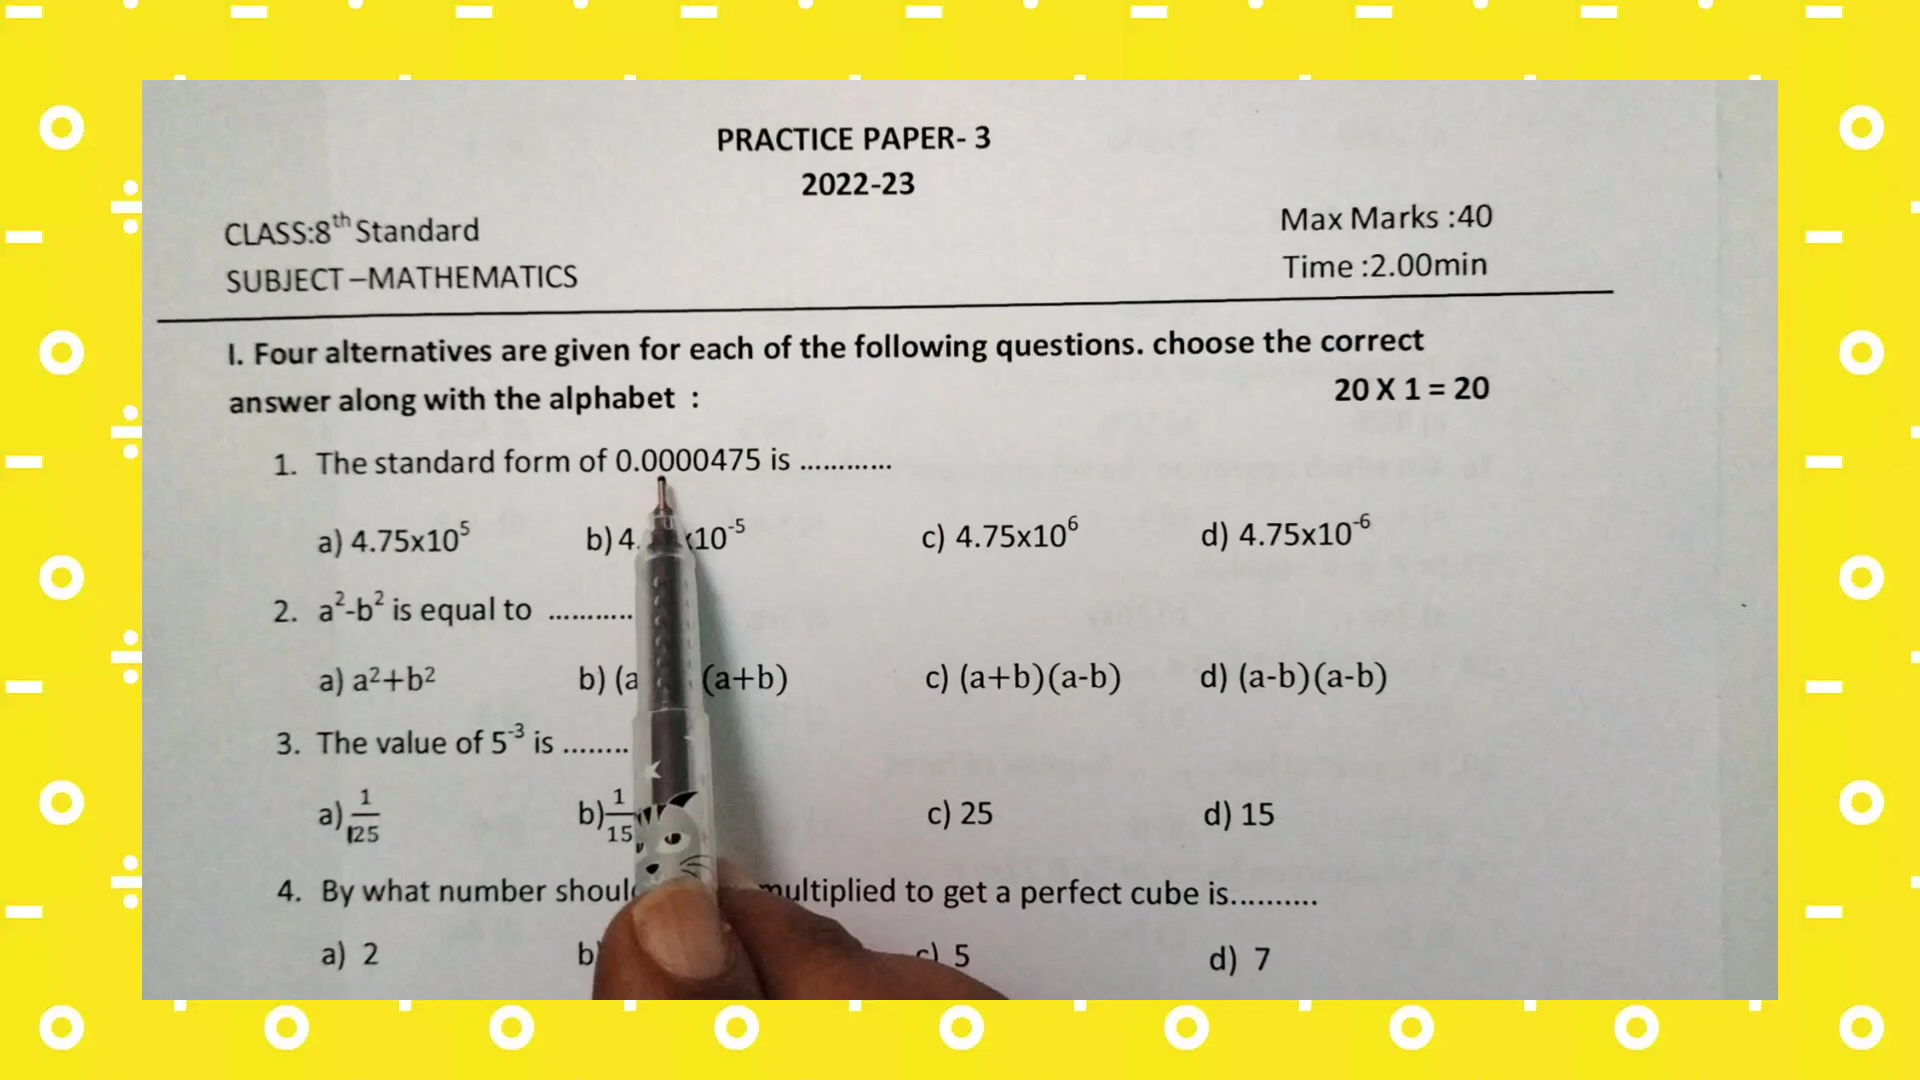 PRACTICE PAPER- 3
2022-23
CLASS:8th Standard
Max Marks :40
SUBJECT –MATHEMATICS
Time :2.00min
I. Four alternatives are given for each of the following questions. choose the correct
answer along with the alphabet : 20 X 1 = 20
1. The standard form of 0.0000475 is ............
a) 4.75x10⁵ b) 4. x10⁻⁵ c) 4.75x10⁶ d) 4.75x10⁻⁶
2. a²-b² is equal to ...........
a) a²+b² b) (a (a+b) c) (a+b)(a-b) d) (a-b)(a-b)
3. The value of 5⁻³ is ........
a) 1/125 b) 1/15 c) 25 d) 15
4. By what number multiplied to get a perfect cube is..........
a) 2 b) c) 5 d) 7